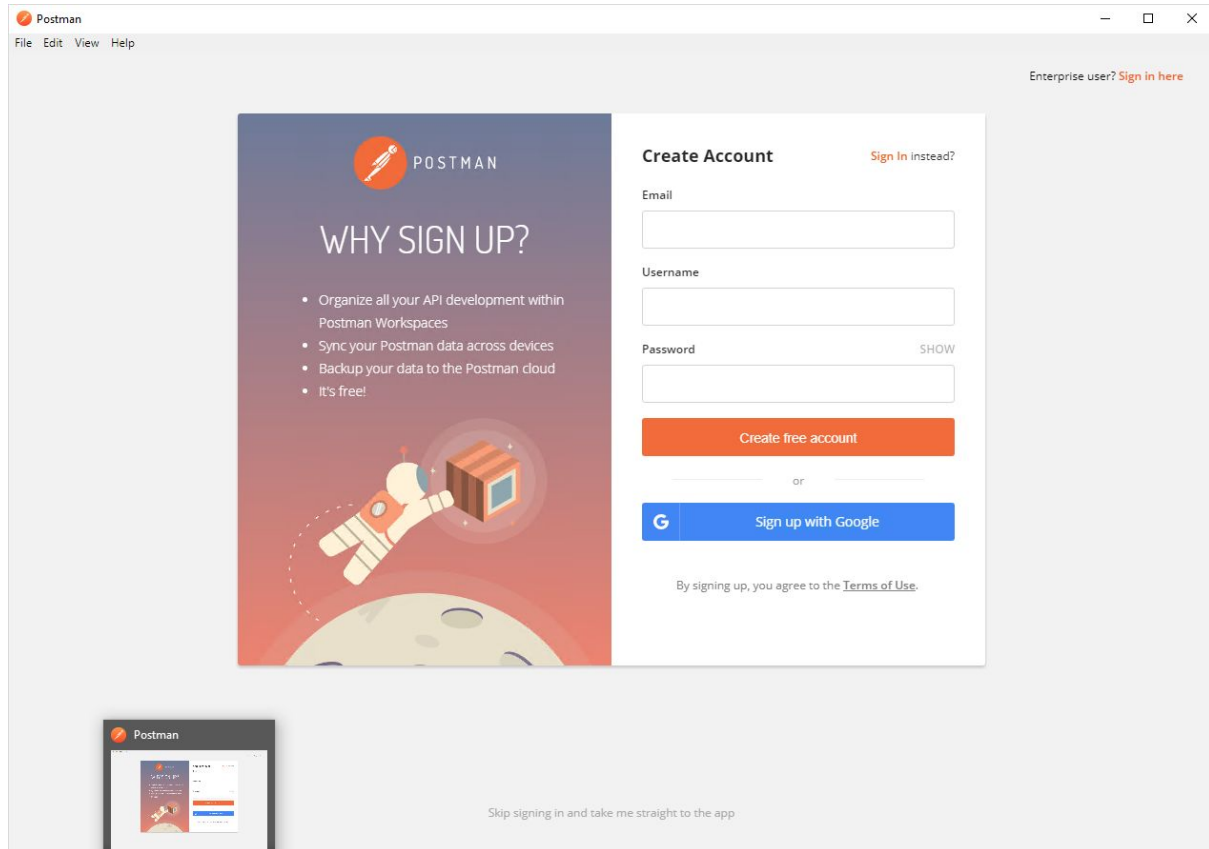 Postman
File Edit View Help
Enterprise user? Sign in here
POSTMAN
WHY SIGN UP?
• Organize all your API development within
Postman Workspaces
• Sync your Postman data across devices
• Backup your data to the Postman cloud
• It's free!
Create Account
Sign In instead?
Email
Username
Password
SHOW
Create free account
or
G
Sign up with Google
By signing up, you agree to the Terms of Use.
Postman
Skip signing in and take me straight to the app